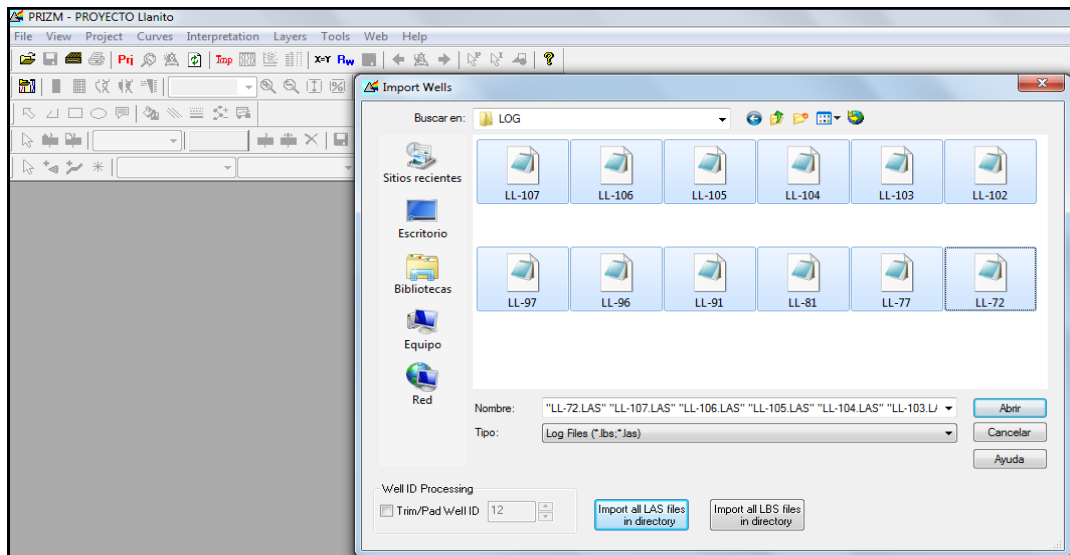 PRIZM - PROYECTO Llanito
File View Project Curves Interpretation Layers Tools Web Help
Prj Tmp X=Y Rw
Import Wells
Buscar en: LOG
Sitios recientes
Escritorio
Bibliotecas
Equipo
Red
LL-107 LL-106 LL-105 LL-104 LL-103 LL-102
LL-97 LL-96 LL-91 LL-81 LL-77 LL-72
Nombre: "LL-72.LAS" "LL-107.LAS" "LL-106.LAS" "LL-105.LAS" "LL-104.LAS" "LL-103.L/ Abrir
Tipo: Log Files (*.lbs;*.las) Cancelar
Ayuda
Well ID Processing
Trim/Pad Well ID 12
Import all LAS files
in directory
Import all LBS files
in directory